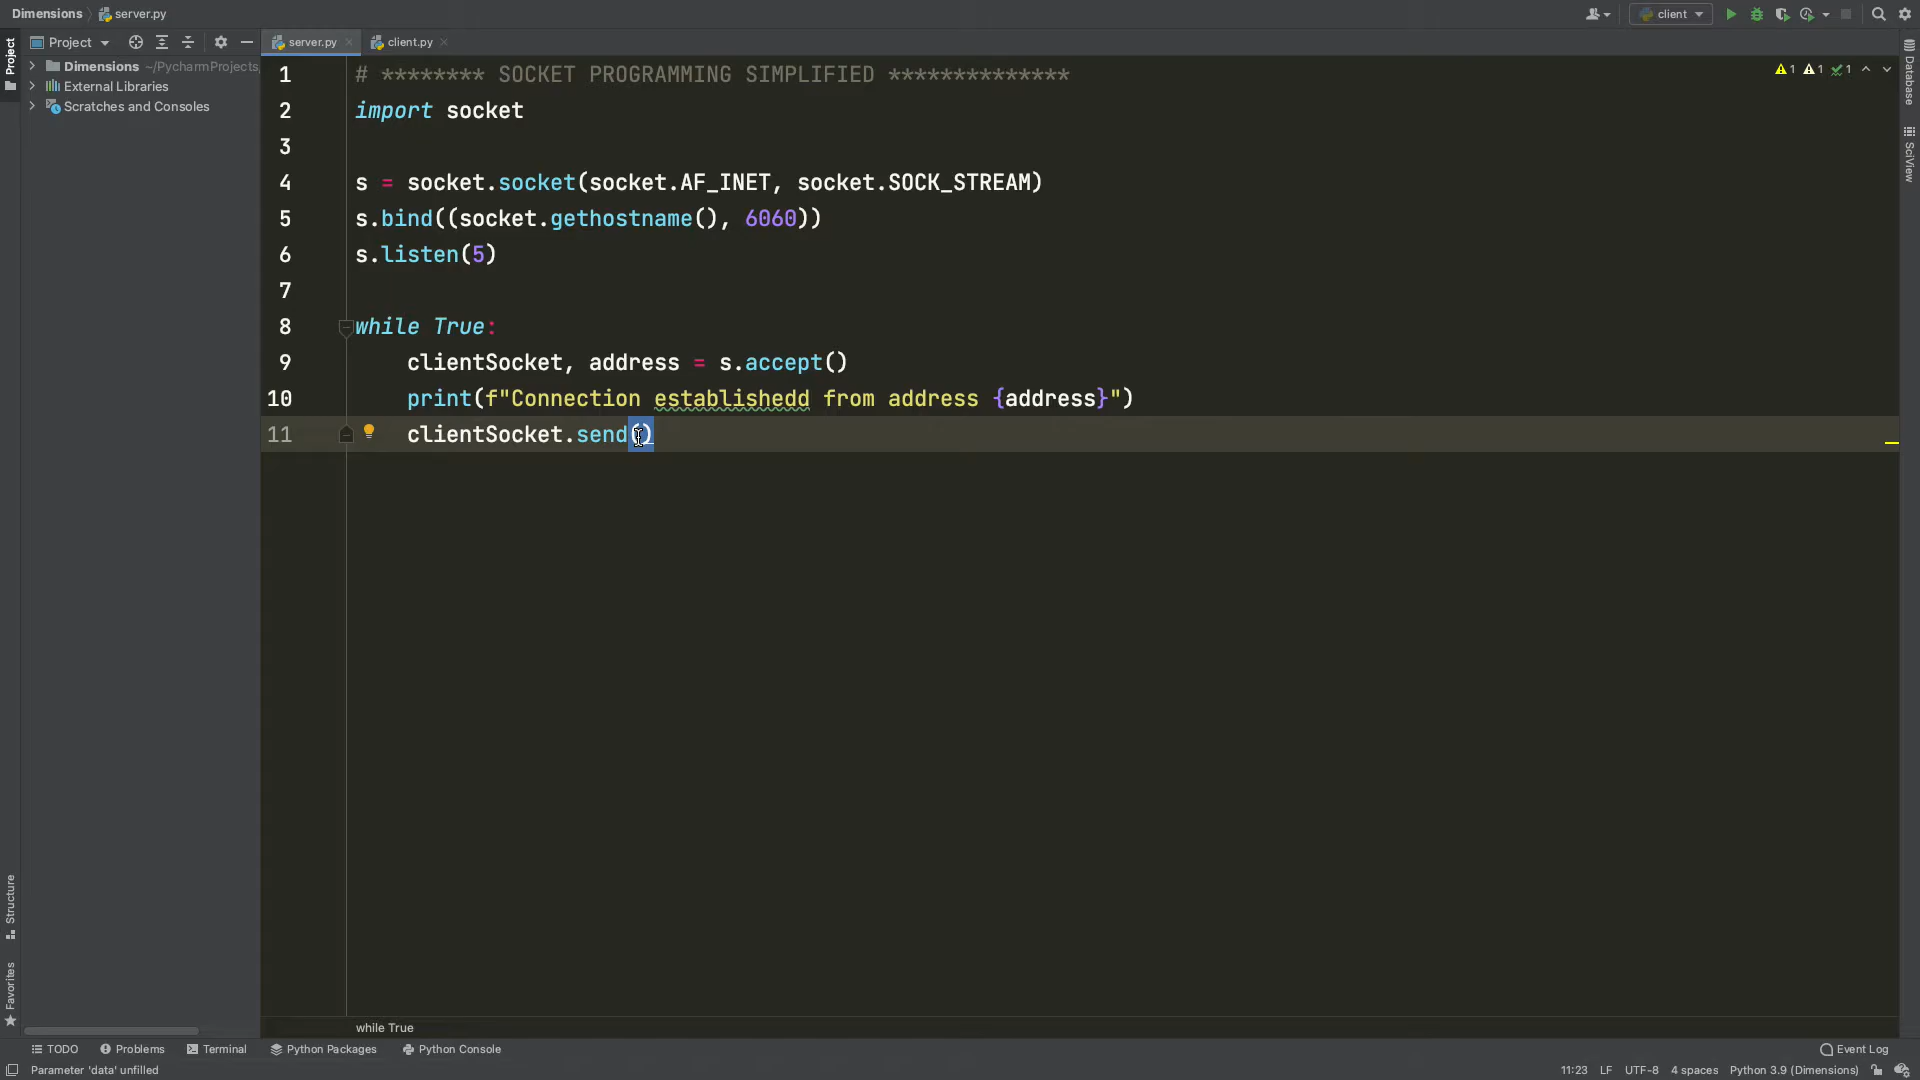 Dimensions server.py
client
Project
server.py
client.py
Dimensions ~/PycharmProjects/
External Libraries
Scratches and Consoles
1 # ******** SOCKET PROGRAMMING SIMPLIFIED **************
2 import socket
3
4 s = socket.socket(socket.AF_INET, socket.SOCK_STREAM)
5 s.bind((socket.gethostname(), 6060))
6 s.listen(5)
7
8 while True:
9 clientSocket, address = s.accept()
10 print(f"Connection establishedd from address {address}")
11 clientSocket.send()
1 1 1
Project
Structure
Favorites
Database
SciView
while True
TODO Problems Terminal Python Packages Python Console Event Log
Parameter 'data' unfilled 11:23 LF UTF-8 4 spaces Python 3.9 (Dimensions)